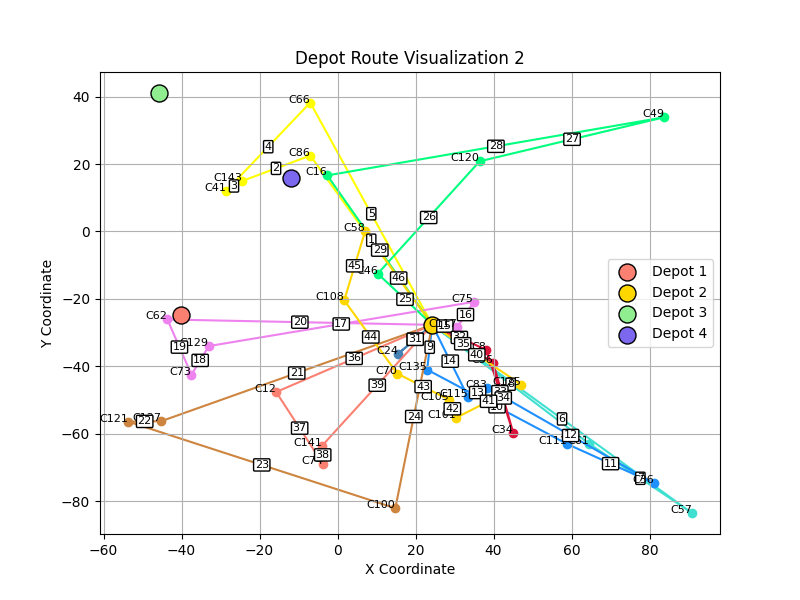 Depot Route Visualization 2
Y Coordinate
X Coordinate
40
20
0
−20
−40
−60
−80
−60
−40
−20
0
20
40
60
80
Depot 1
Depot 2
Depot 3
Depot 4
C66
C49
4
28
27
C86
C120
C143
2
C16
C41
3
5
26
C58
1
29
45
C46
46
C108
25
C75
16
C62
20
17
15
44
C129
19
31
9
35
18
C24
36
40
14
C73
21
C70
C135
39
43
C12
C83
13
C115
C105
41
34
42
24
C101
6
C121
22
37
C34
12
C141
38
C7
23
11
C57
C100